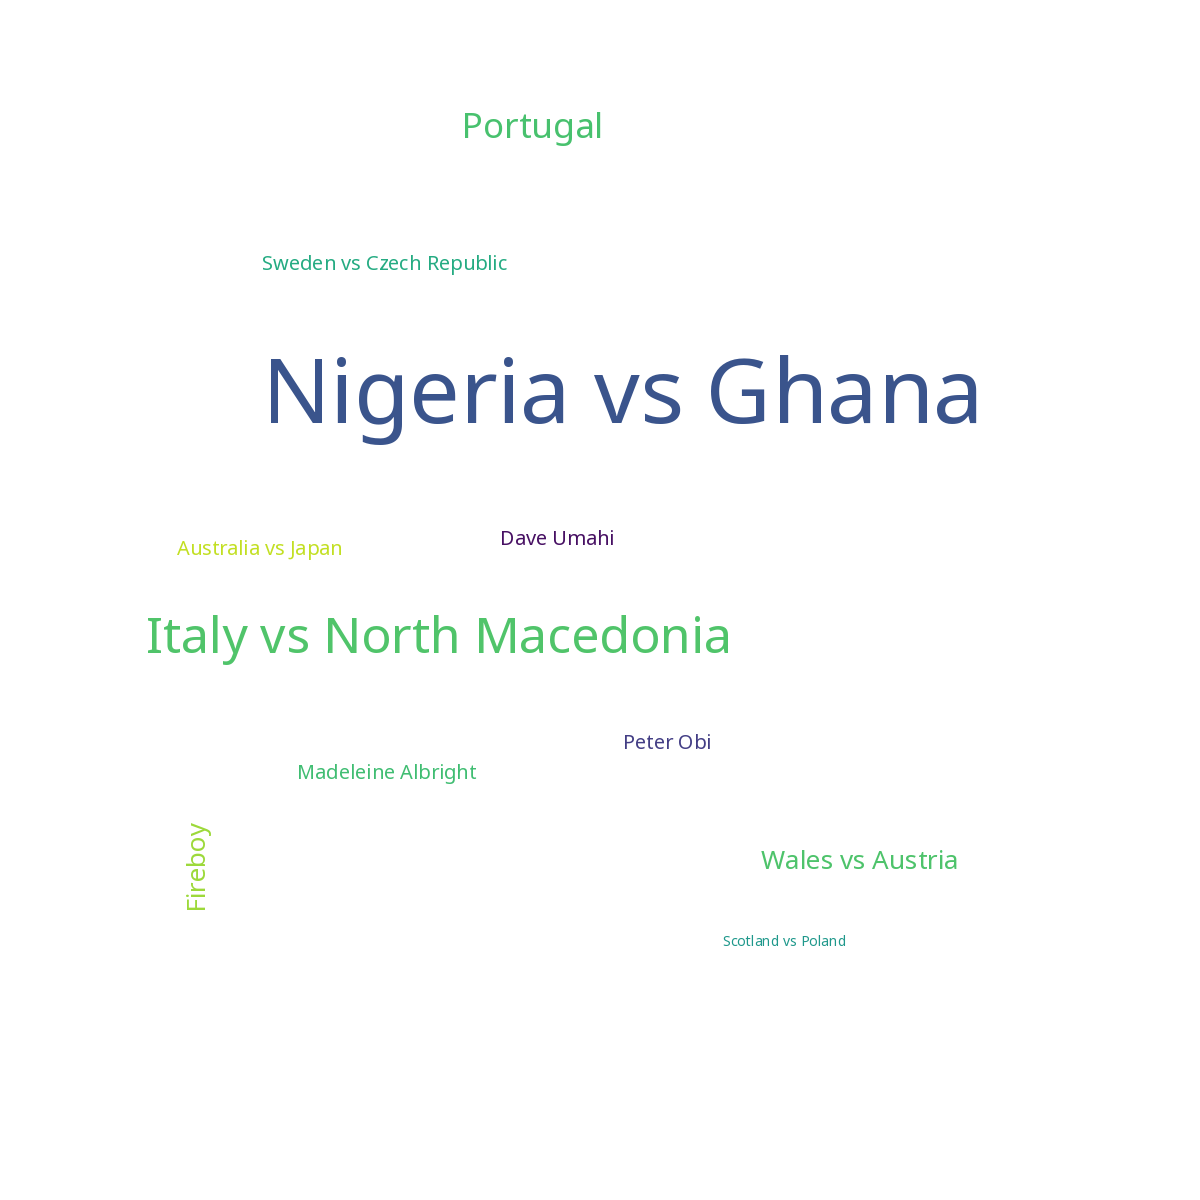 Portugal
Sweden vs Czech Republic
Nigeria vs Ghana
Dave Umahi
Australia vs Japan
Italy vs North Macedonia
Peter Obi
Madeleine Albright
Fireboy
Wales vs Austria
Scotland vs Poland